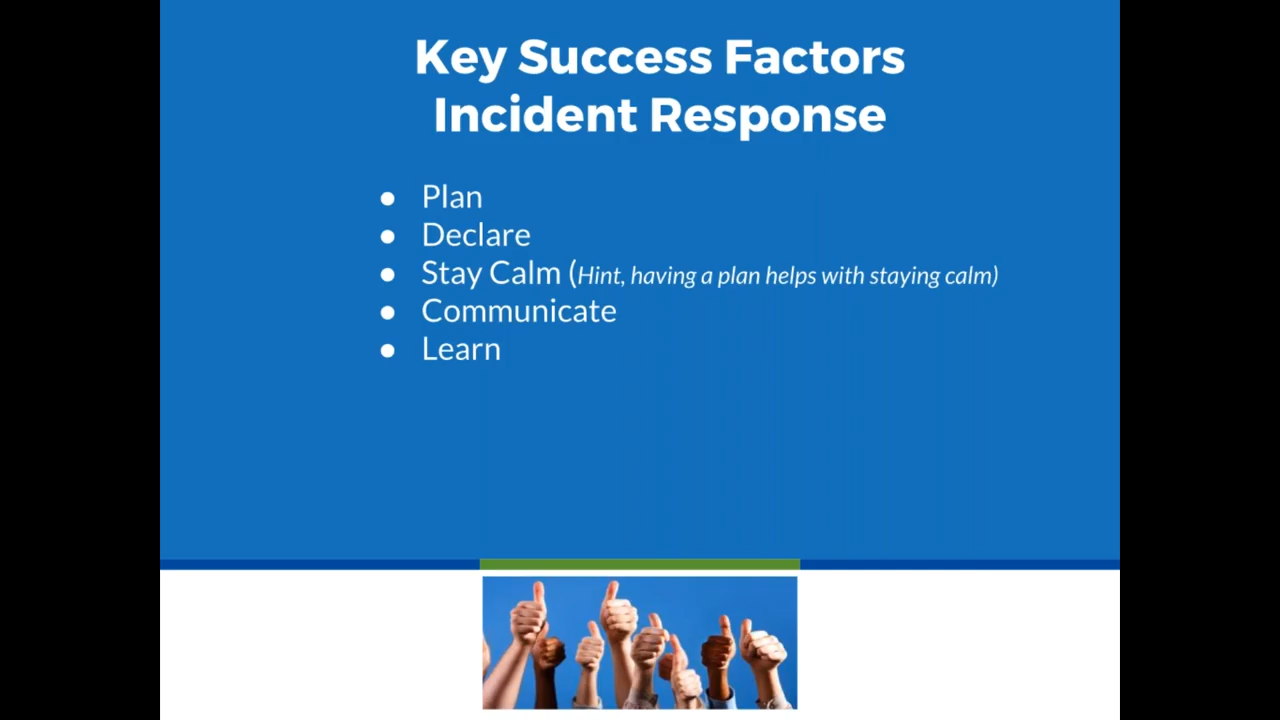 Key Success Factors
Incident Response
● Plan
● Declare
● Stay Calm (Hint, having a plan helps with staying calm)
● Communicate
● Learn